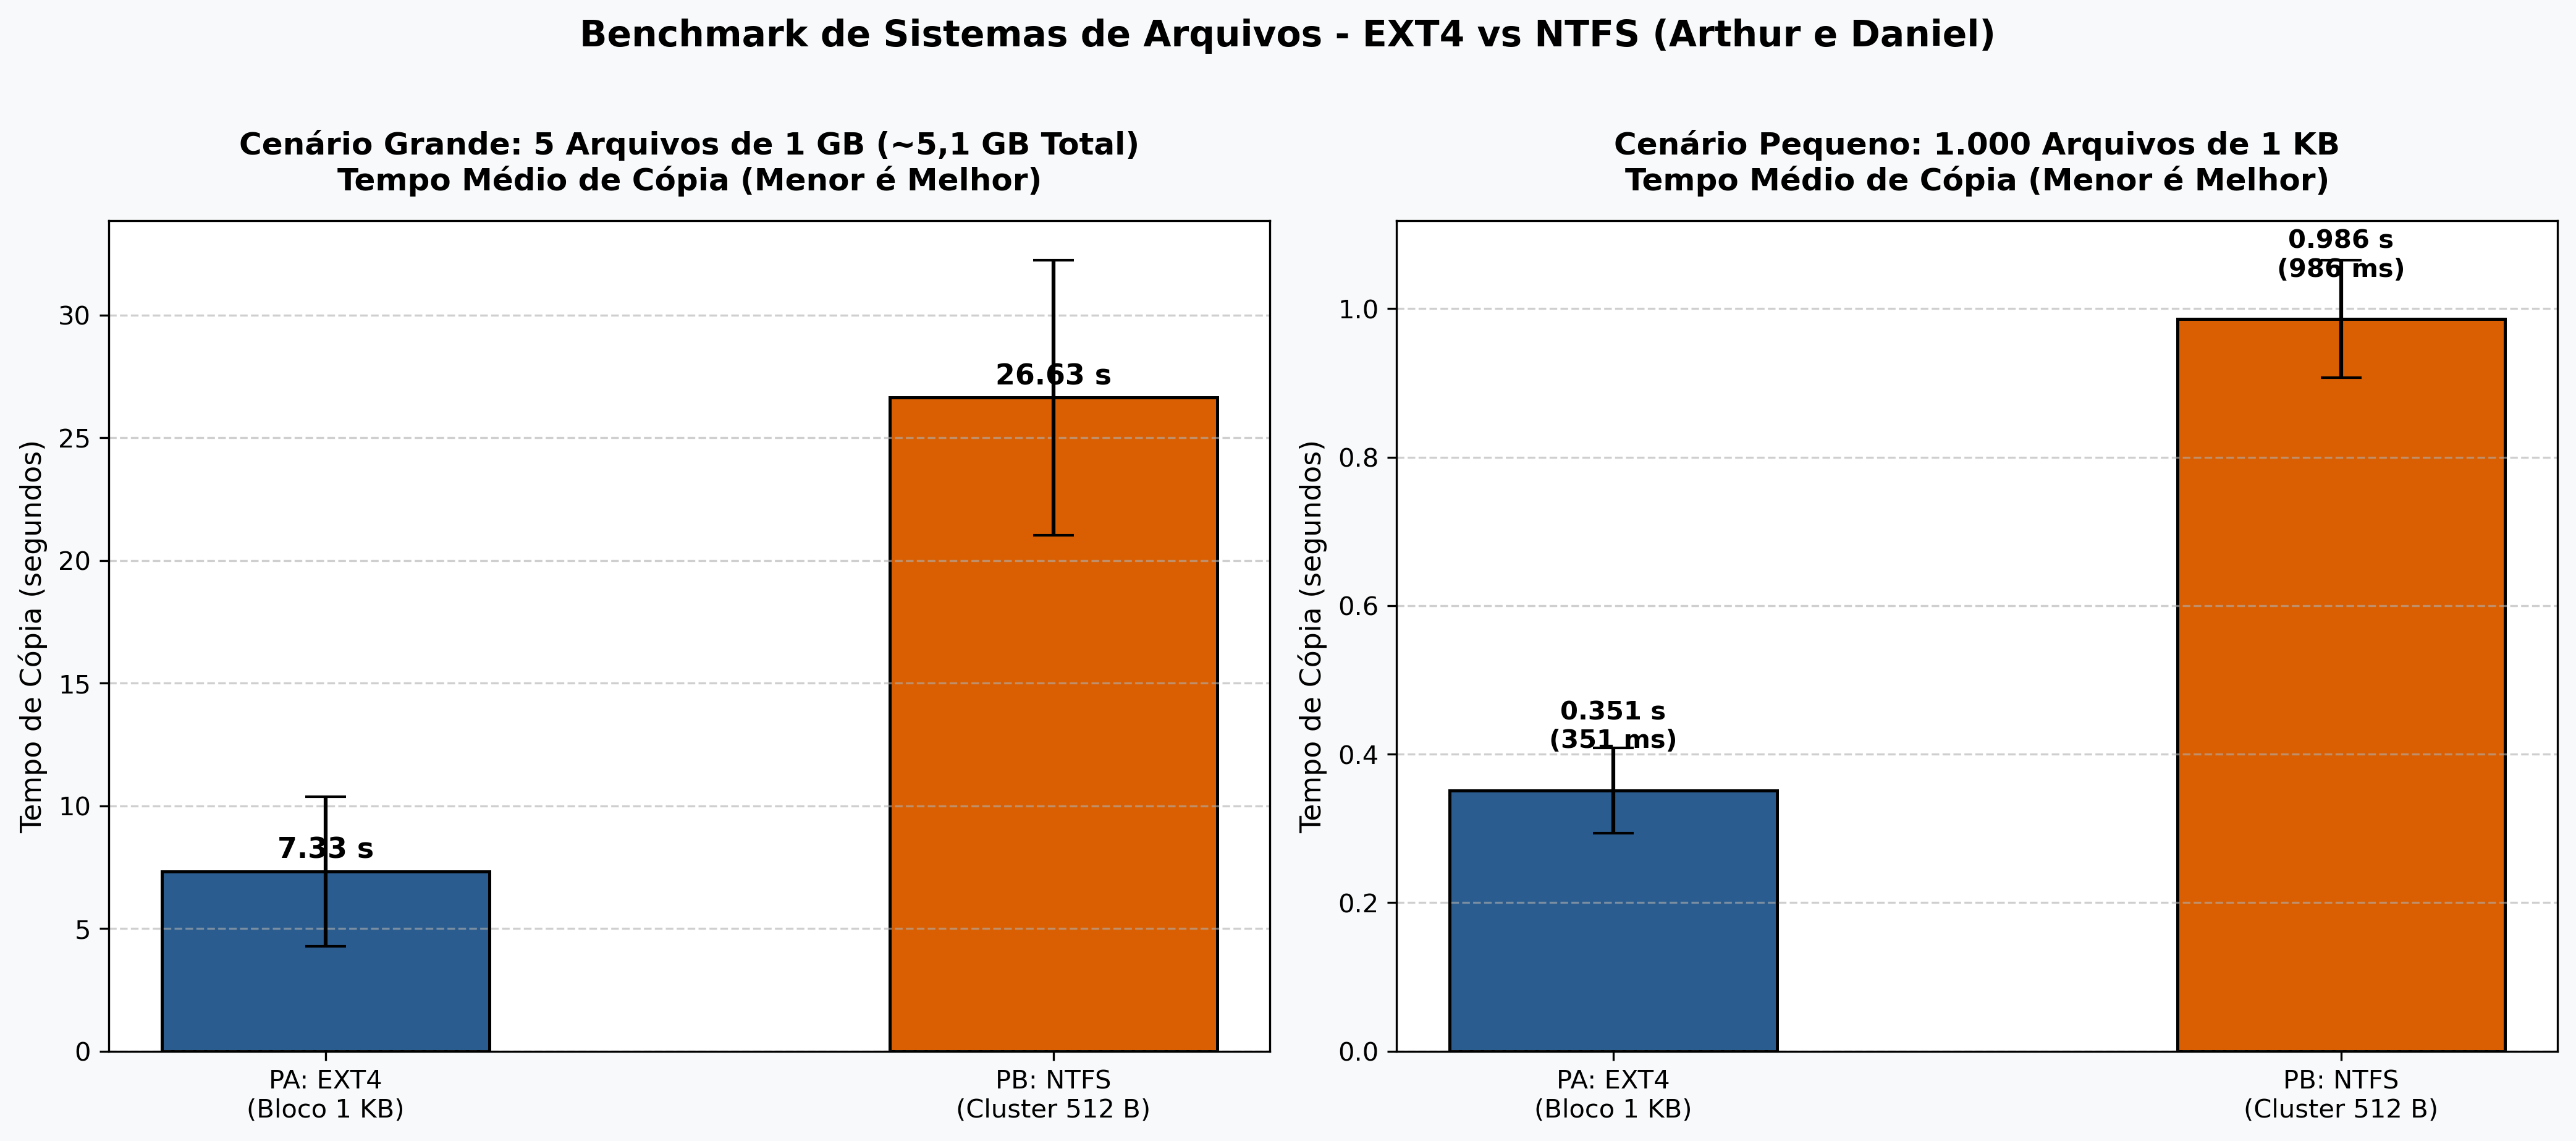 Benchmark de Sistemas de Arquivos - EXT4 vs NTFS (Arthur e Daniel)
Cenário Grande: 5 Arquivos de 1 GB (~5,1 GB Total)
Tempo Médio de Cópia (Menor é Melhor)
Tempo de Cópia (segundos)
30
25
20
15
10
5
0
26.63 s
7.33 s
PA: EXT4
(Bloco 1 KB)
PB: NTFS
(Cluster 512 B)
Cenário Pequeno: 1.000 Arquivos de 1 KB
Tempo Médio de Cópia (Menor é Melhor)
Tempo de Cópia (segundos)
1.0
0.8
0.6
0.4
0.2
0.0
0.986 s
(986 ms)
0.351 s
(351 ms)
PA: EXT4
(Bloco 1 KB)
PB: NTFS
(Cluster 512 B)